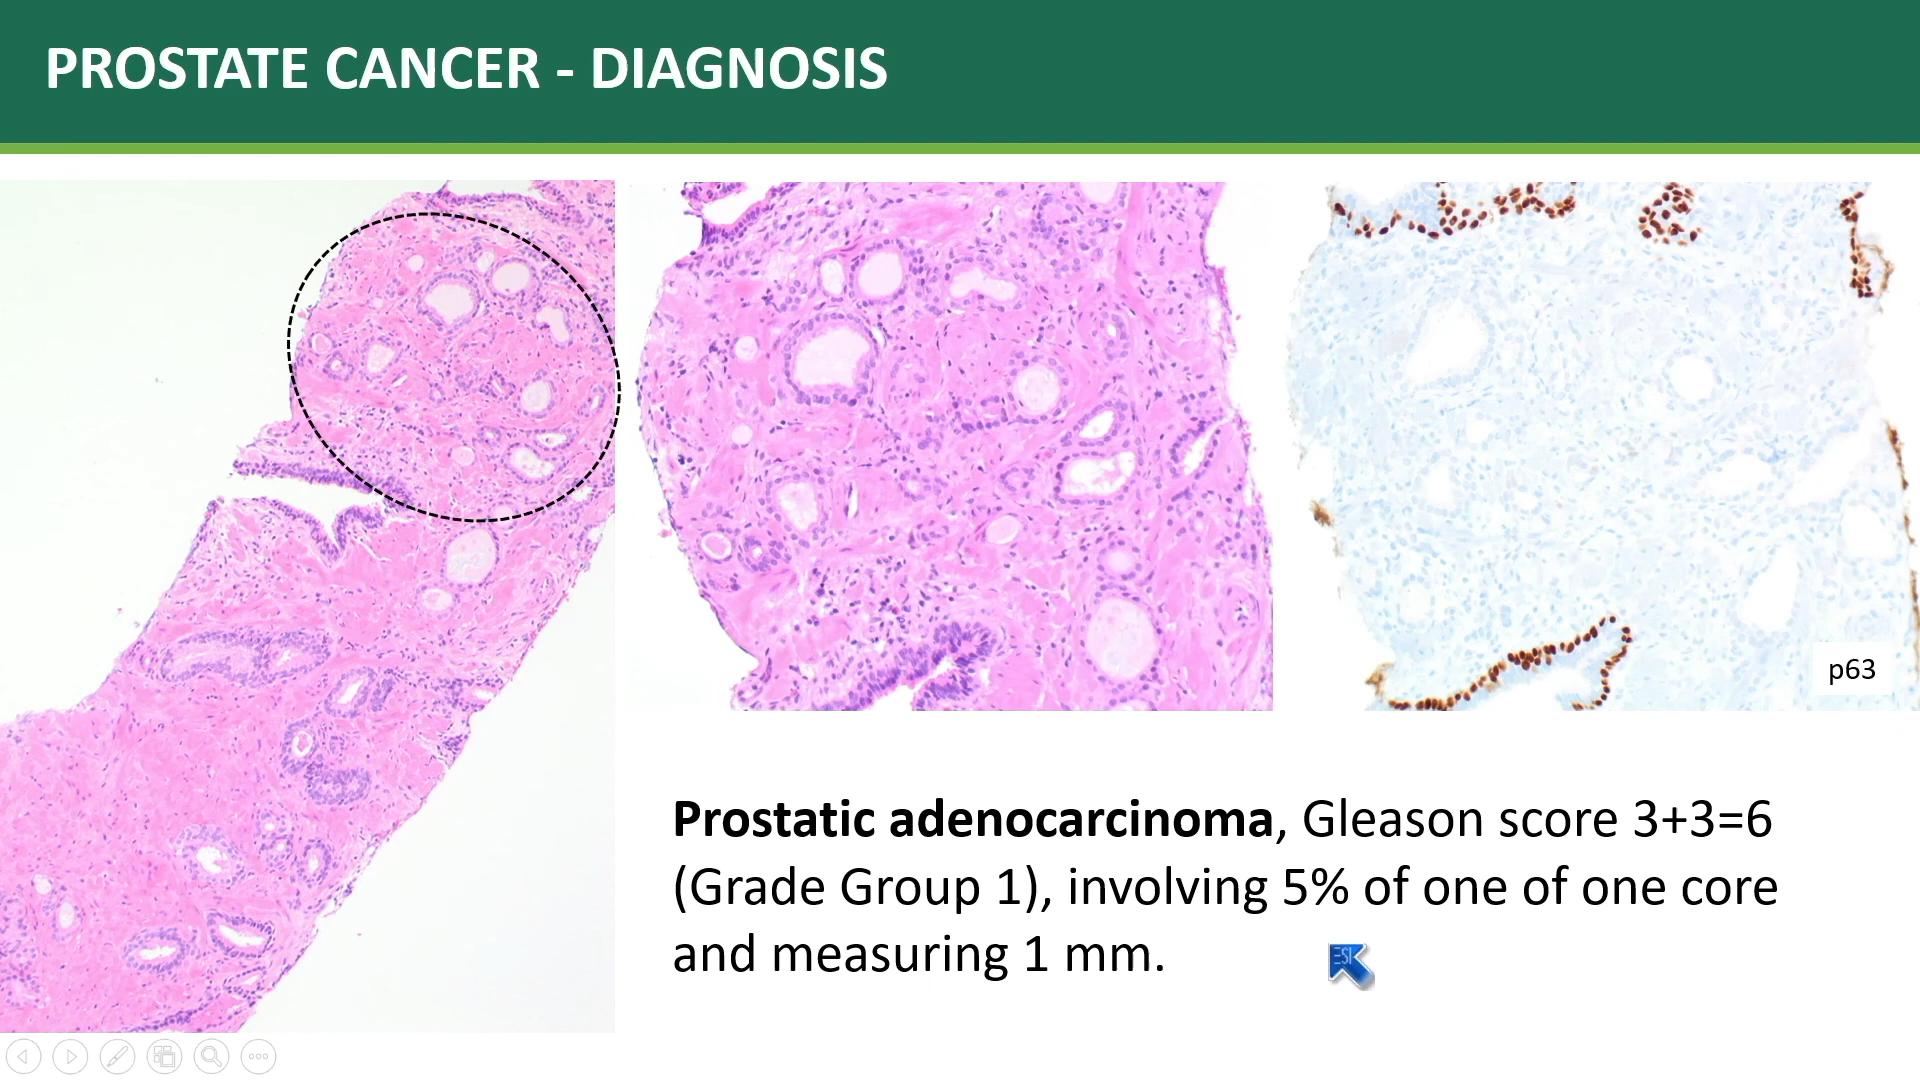 PROSTATE CANCER - DIAGNOSIS
p63
Prostatic adenocarcinoma, Gleason score 3+3=6
(Grade Group 1), involving 5% of one of one core
and measuring 1 mm.